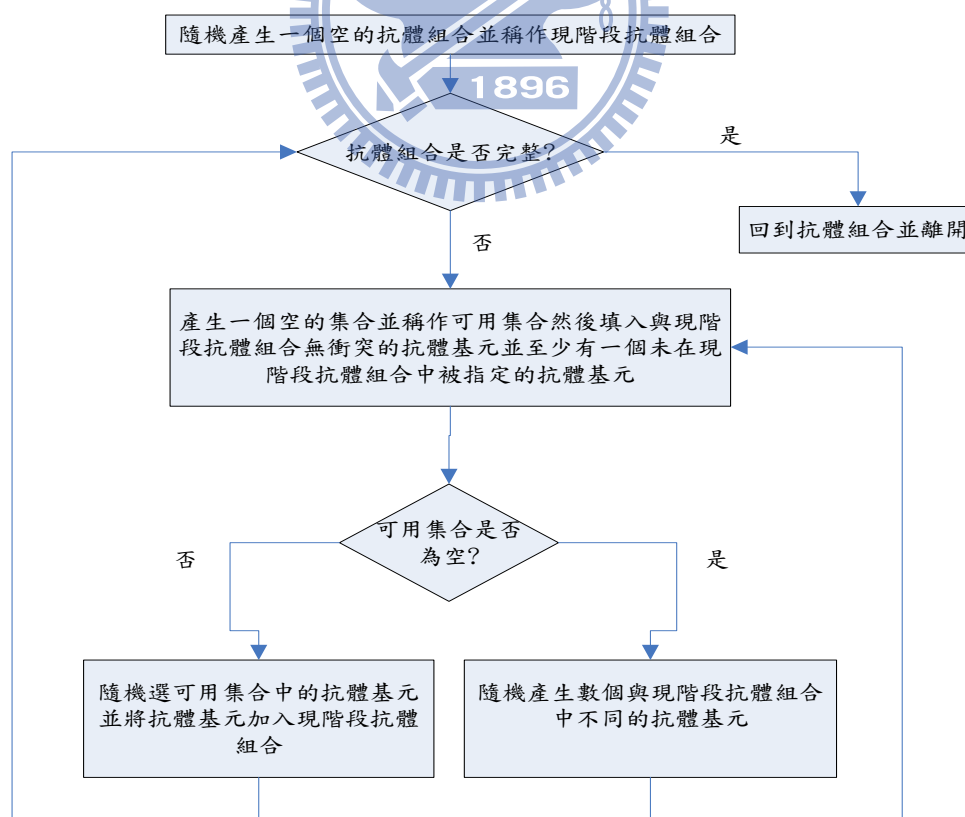 隨機產生一個空的抗體組合並稱作現階段抗體組合
1896
抗體組合是否完整?
是
回到抗體組合並離開
否
產生一個空的集合並稱作可用集合然後填入與現階
段抗體組合無衝突的抗體基元並至少有一個未在現
階段抗體組合中被指定的抗體基元
可用集合是否
為空?
否
是
隨機選可用集合中的抗體基元
並將抗體基元加入現階段抗體
組合
隨機產生數個與現階段抗體組合
中不同的抗體基元